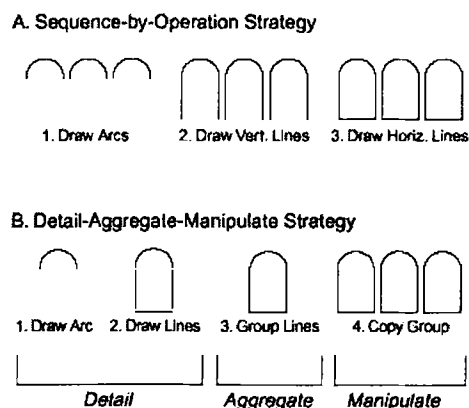 A. Sequence-by-Operation Strategy
1. Draw Arcs 2. Draw Vert. Lines 3. Draw Horiz. Lines
B. Detail-Aggregate-Manipulate Strategy
1. Draw Arc 2. Draw Lines 3. Group Lines 4. Copy Group
Detail Aggregate Manipulate